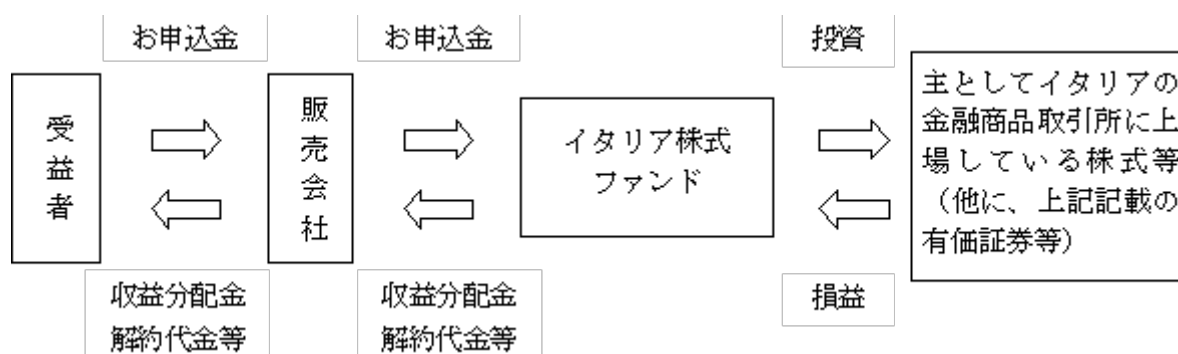 お申込金
お申込金
投資
受益者
販売会社
イタリア株式
ファンド
主としてイタリアの
金融商品取引所に上
場している株式等
（他に、上記記載の
有価証券等）
収益分配金
解約代金等
収益分配金
解約代金等
損益